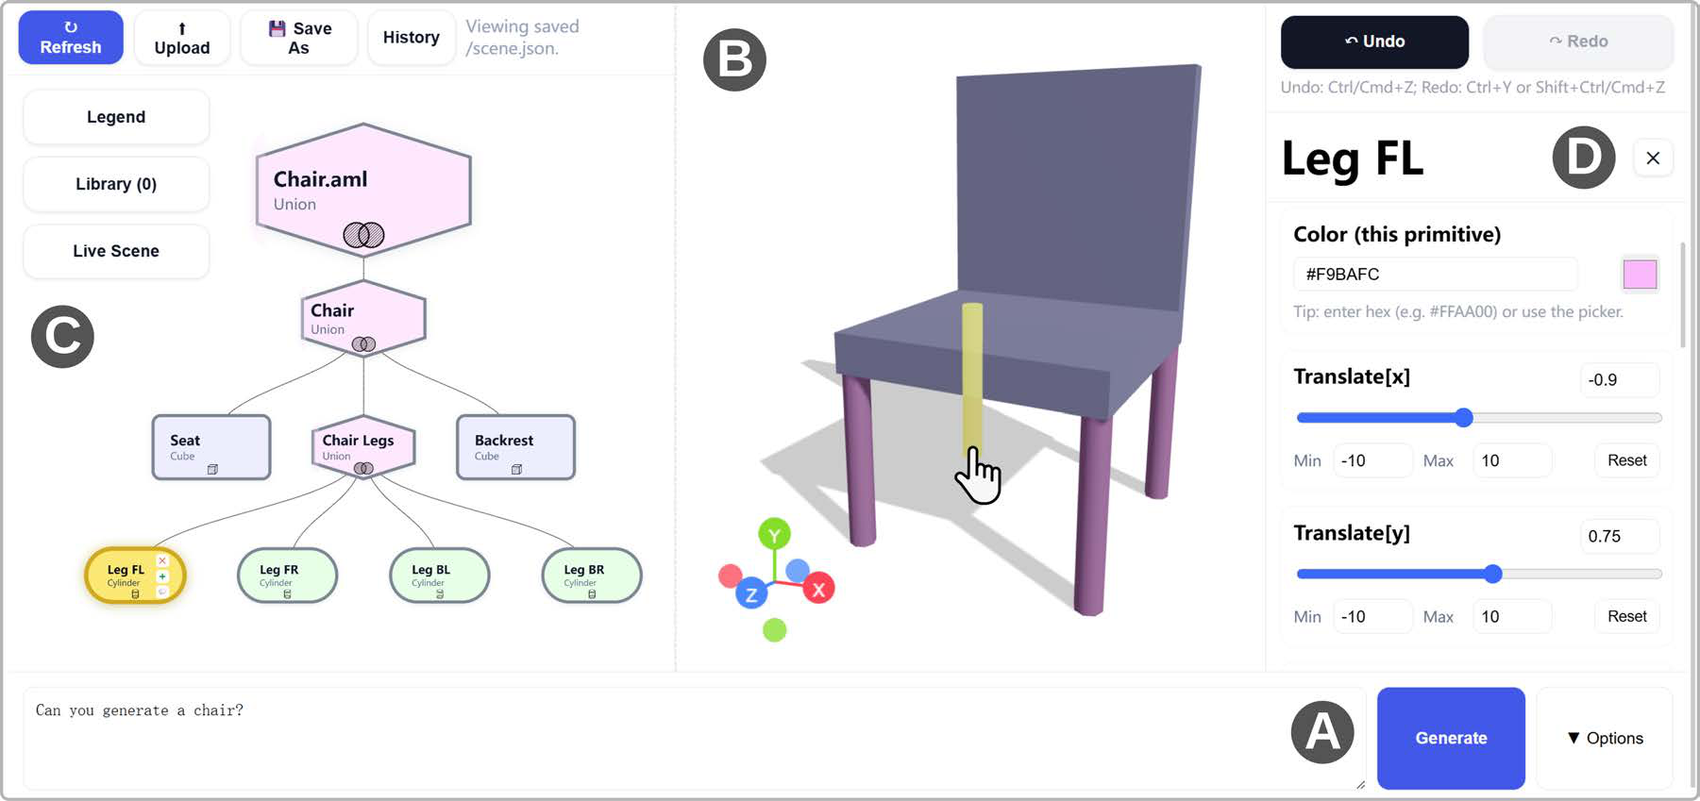 ↻
Refresh
⬆
Upload
💾 Save
As
History
Viewing saved
/scene.json.
Legend
Library (0)
Live Scene
C
Chair.aml
Union
Chair
Union
Seat
Cube
Chair Legs
Union
Backrest
Cube
Leg FL
Cylinder
Leg FR
Cylinder
Leg BL
Cylinder
Leg BR
Cylinder
B
Y
Z
X
↶ Undo
↷ Redo
Undo: Ctrl/Cmd+Z; Redo: Ctrl+Y or Shift+Ctrl/Cmd+Z
Leg FL
D
×
Color (this primitive)
#F9BAFC
Tip: enter hex (e.g. #FFAA00) or use the picker.
Translate[x]
-0.9
Min -10 Max 10 Reset
Translate[y]
0.75
Min -10 Max 10 Reset
Can you generate a chair?
A
Generate
▼ Options